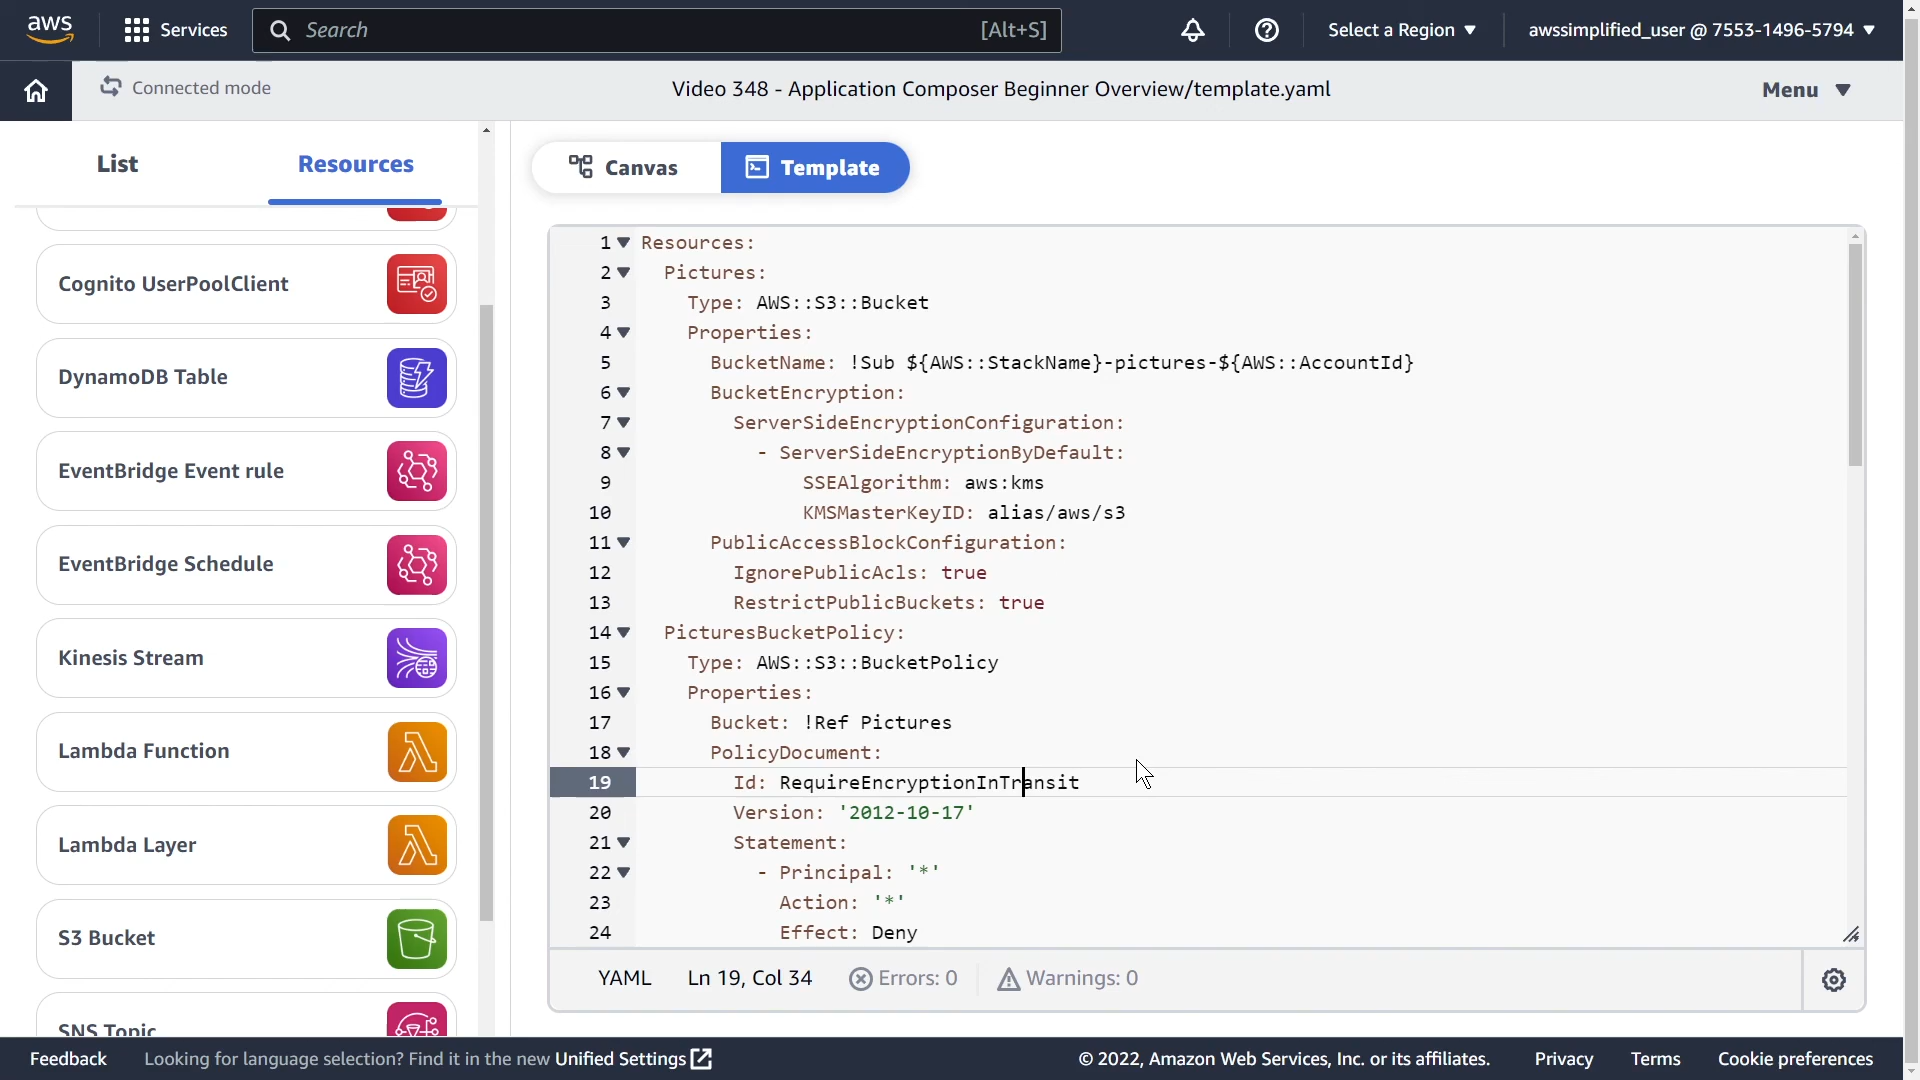 aws
Services
Search
[Alt+S]
Select a Region
awssimplified_user @ 7553-1496-5794
Connected mode
Video 348 - Application Composer Beginner Overview/template.yaml
Menu
List
Resources
Cognito UserPoolClient
DynamoDB Table
EventBridge Event rule
EventBridge Schedule
Kinesis Stream
Lambda Function
Lambda Layer
S3 Bucket
SNS Topic
Canvas
Template
1 Resources:
2 Pictures:
3 Type: AWS::S3::Bucket
4 Properties:
5 BucketName: !Sub ${AWS::StackName}-pictures-${AWS::AccountId}
6 BucketEncryption:
7 ServerSideEncryptionConfiguration:
8 - ServerSideEncryptionByDefault:
9 SSEAlgorithm: aws:kms
10 KMSMasterKeyID: alias/aws/s3
11 PublicAccessBlockConfiguration:
12 IgnorePublicAcls: true
13 RestrictPublicBuckets: true
14 PicturesBucketPolicy:
15 Type: AWS::S3::BucketPolicy
16 Properties:
17 Bucket: !Ref Pictures
18 PolicyDocument:
19 Id: RequireEncryptionInTransit
20 Version: '2012-10-17'
21 Statement:
22 - Principal: '*'
23 Action: '*'
24 Effect: Deny
YAML Ln 19, Col 34 Errors: 0 Warnings: 0
Feedback
Looking for language selection? Find it in the new Unified Settings
© 2022, Amazon Web Services, Inc. or its affiliates.
Privacy
Terms
Cookie preferences